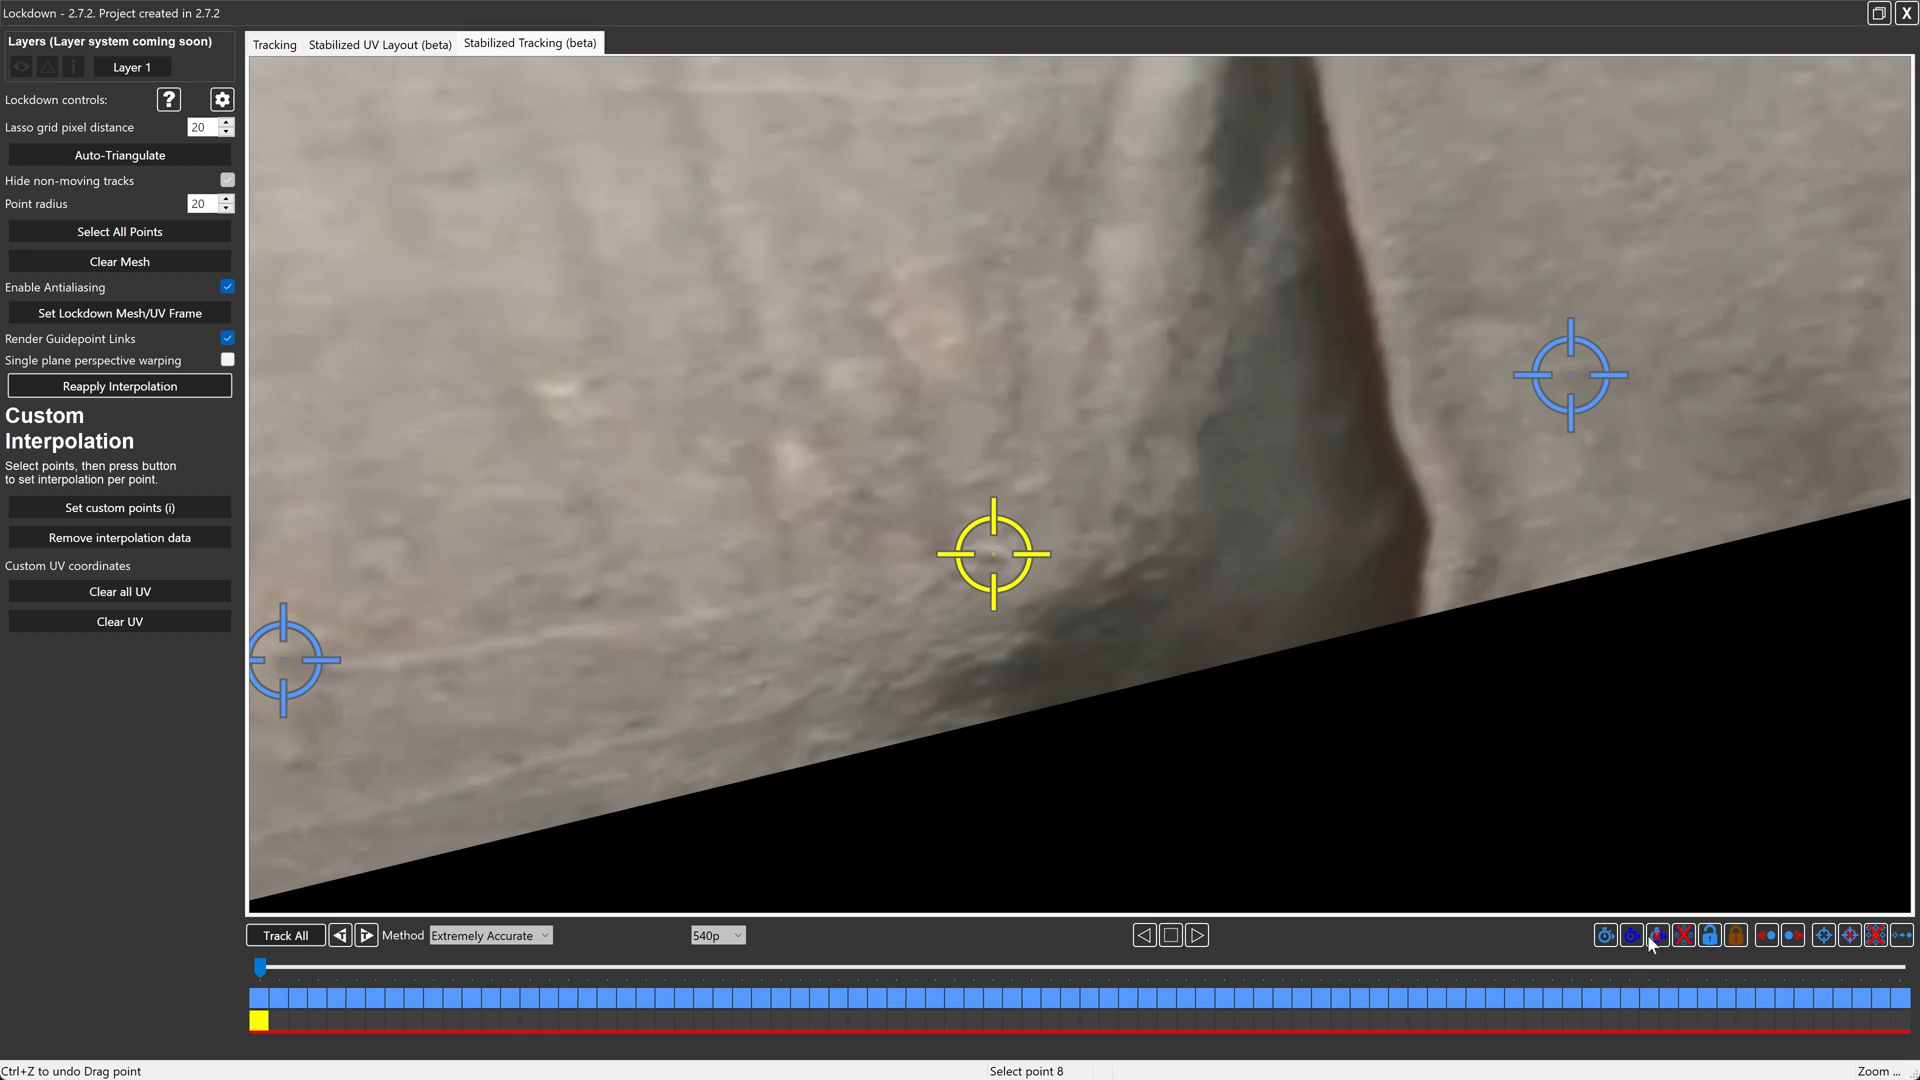 Lockdown - 2.7.2. Project created in 2.7.2
X
Layers (Layer system coming soon)
Layer 1
Tracking
Stabilized UV Layout (beta)
Stabilized Tracking (beta)
Lockdown controls:
?
Lasso grid pixel distance
20
Auto-Triangulate
Hide non-moving tracks
Point radius
20
Select All Points
Clear Mesh
Enable Antialiasing
Set Lockdown Mesh/UV Frame
Render Guidepoint Links
Single plane perspective warping
Reapply Interpolation
Custom
Interpolation
Select points, then press button
to set interpolation per point.
Set custom points (i)
Remove interpolation data
Custom UV coordinates
Clear all UV
Clear UV
Track All
Method
Extremely Accurate
540p
Ctrl+Z to undo Drag point
Select point 8
Zoom ...